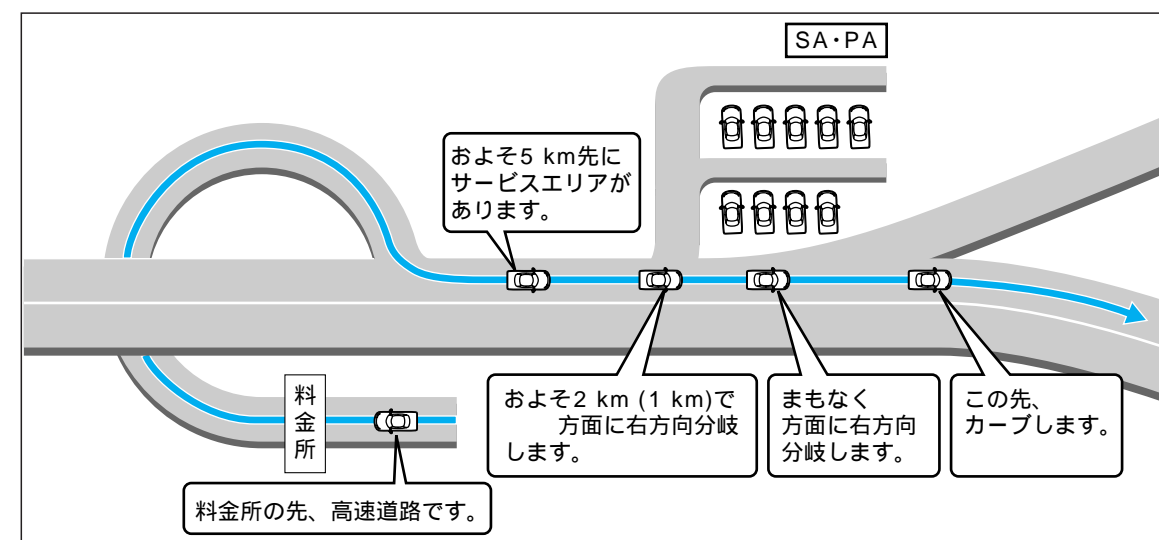 SA・PA
およそ5 km先に
サービスエリアが
あります。
およそ2 km (1 km)で
方面に右方向分岐
します。
まもなく
方面に右方向
分岐します。
この先、
カーブします。
料
金
所
料金所の先、高速道路です。